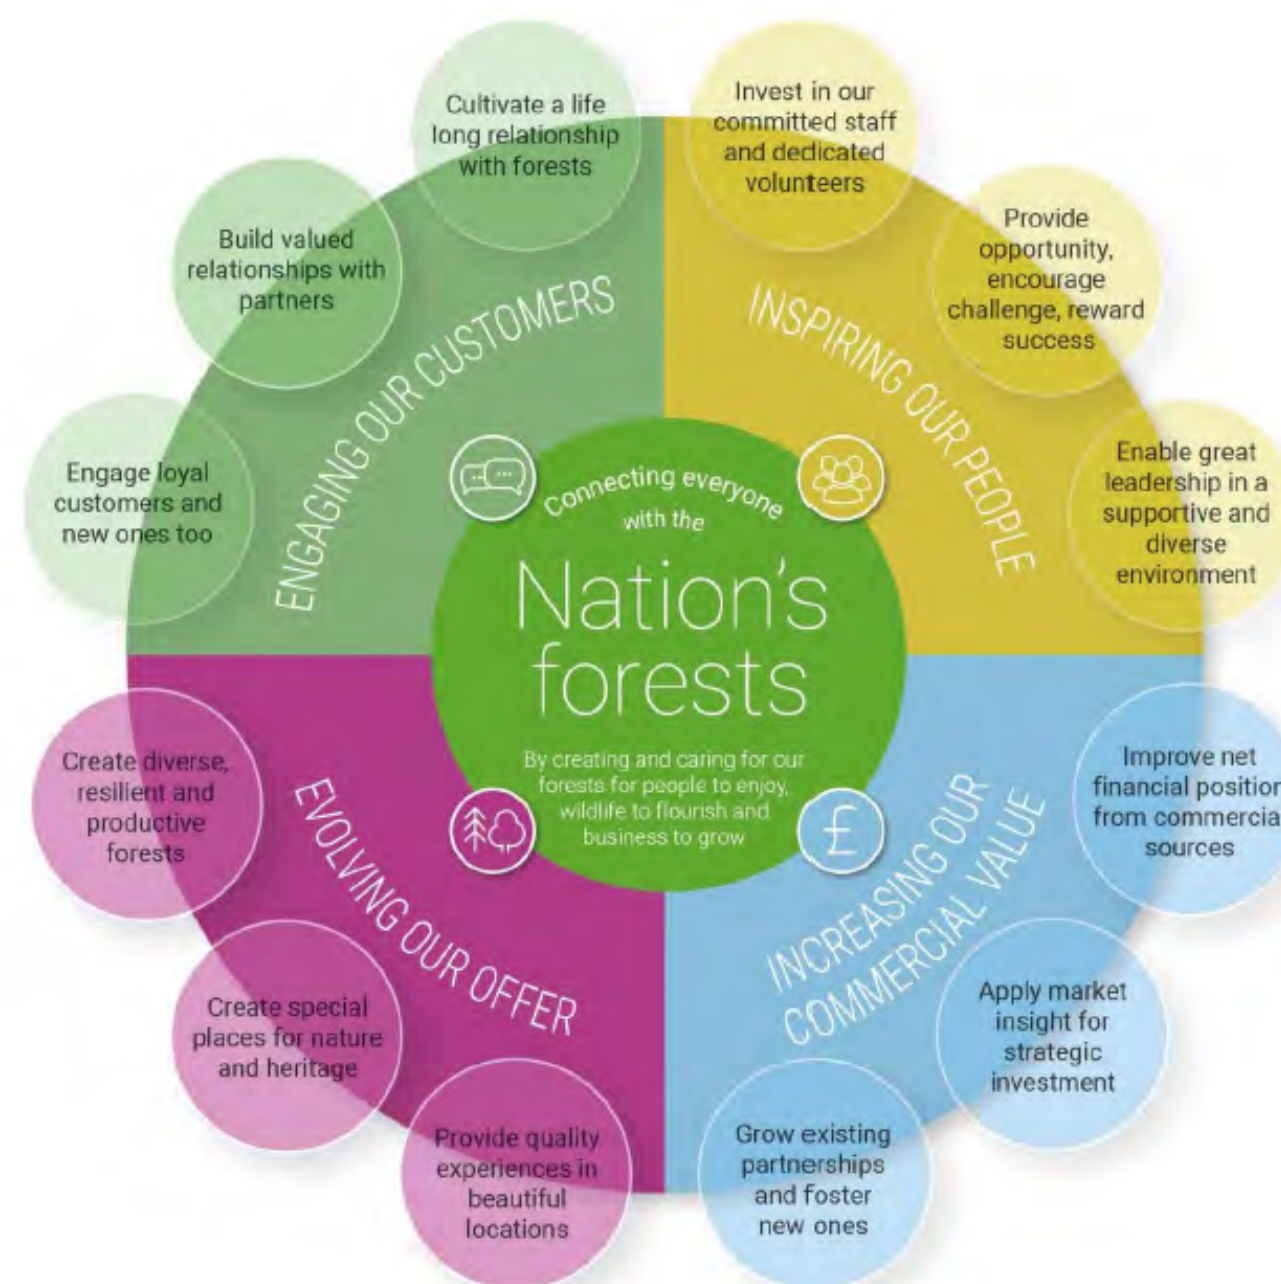 Cultivate a life
long relationship
with forests
Build valued
relationships with
partners
Engage loyal
customers and
new ones too
ENGAGING OUR CUSTOMERS
Invest in our
committed staff
and dedicated
volunteers
Provide
opportunity,
encourage
challenge, reward
success
Enable great
leadership in a
supportive and
diverse
environment
INSPIRING OUR PEOPLE
Connecting everyone
with the
Nation's
forests
By creating and caring for our
forests for people to enjoy,
wildlife to flourish and
business to grow
£
Create diverse,
resilient and
productive
forests
Create special
places for nature
and heritage
Provide quality
experiences in
beautiful
locations
EVOLVING OUR OFFER
Improve net
financial position
from commercia
sources
Apply market
insight for
strategic
investment
Grow existing
partnerships
and foster
new ones
INCREASING OUR
COMMERCIAL VALUE